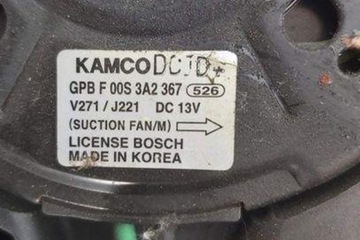 KAMCO
GPB F 00S 3A2 367 526
V271 / J221 DC 13V
(SUCTION FAN/M)
LICENSE BOSCH
MADE IN KOREA